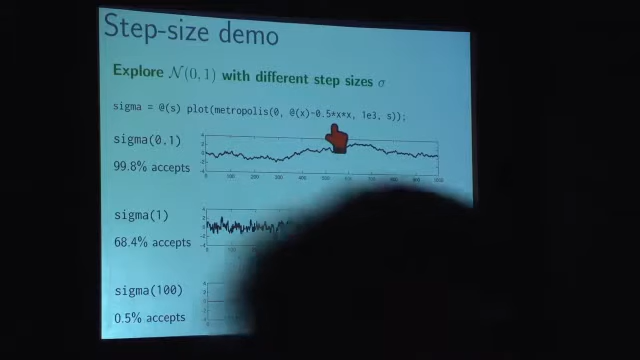 Step-size demo
Explore N(0, 1) with different step sizes σ
sigma = @(s) plot(metropolis(0, @(x)-0.5*x*x, 1e3, s));
sigma(0.1)
99.8% accepts
sigma(1)
68.4% accepts
sigma(100)
0.5% accepts